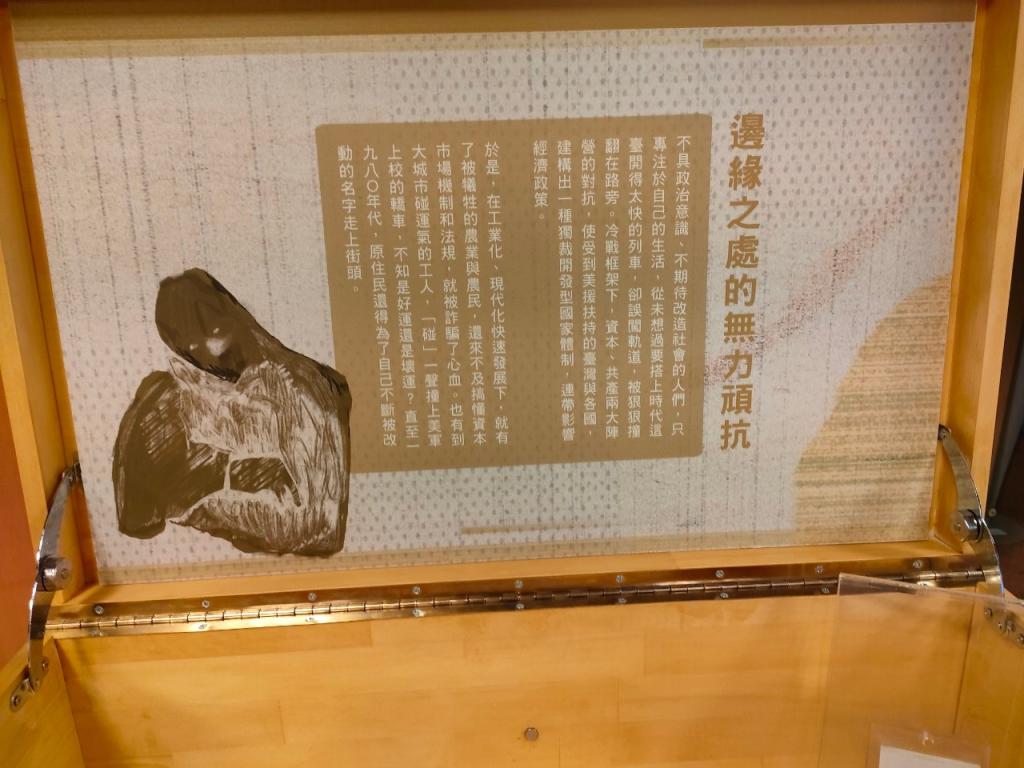 邊緣之處的無力頑抗
不具政治意識、不期待改造社會的人們，只
專注於自己的生活，從未想過要搭上時代這
臺開得太快的列車，卻誤闖軌道，被狠狠撞
翻在路旁。冷戰框架下，資本、共產兩大陣
營的對抗，使受到美援扶持的臺灣與各國，
建構出一種獨裁開發型國家體制，連帶影響
經濟政策。
於是，在工業化、現代化快速發展下，就有
了被犧牲的農業與農民，還來不及搞懂資本
市場機制和法規，就被詐騙了心血。也有到
大城市碰運氣的工人，「碰」一聲撞上美軍
上校的轎車，不知是好運還是壞運？直至一
九八〇年代，原住民還得為了自己不斷被改
動的名字走上街頭。